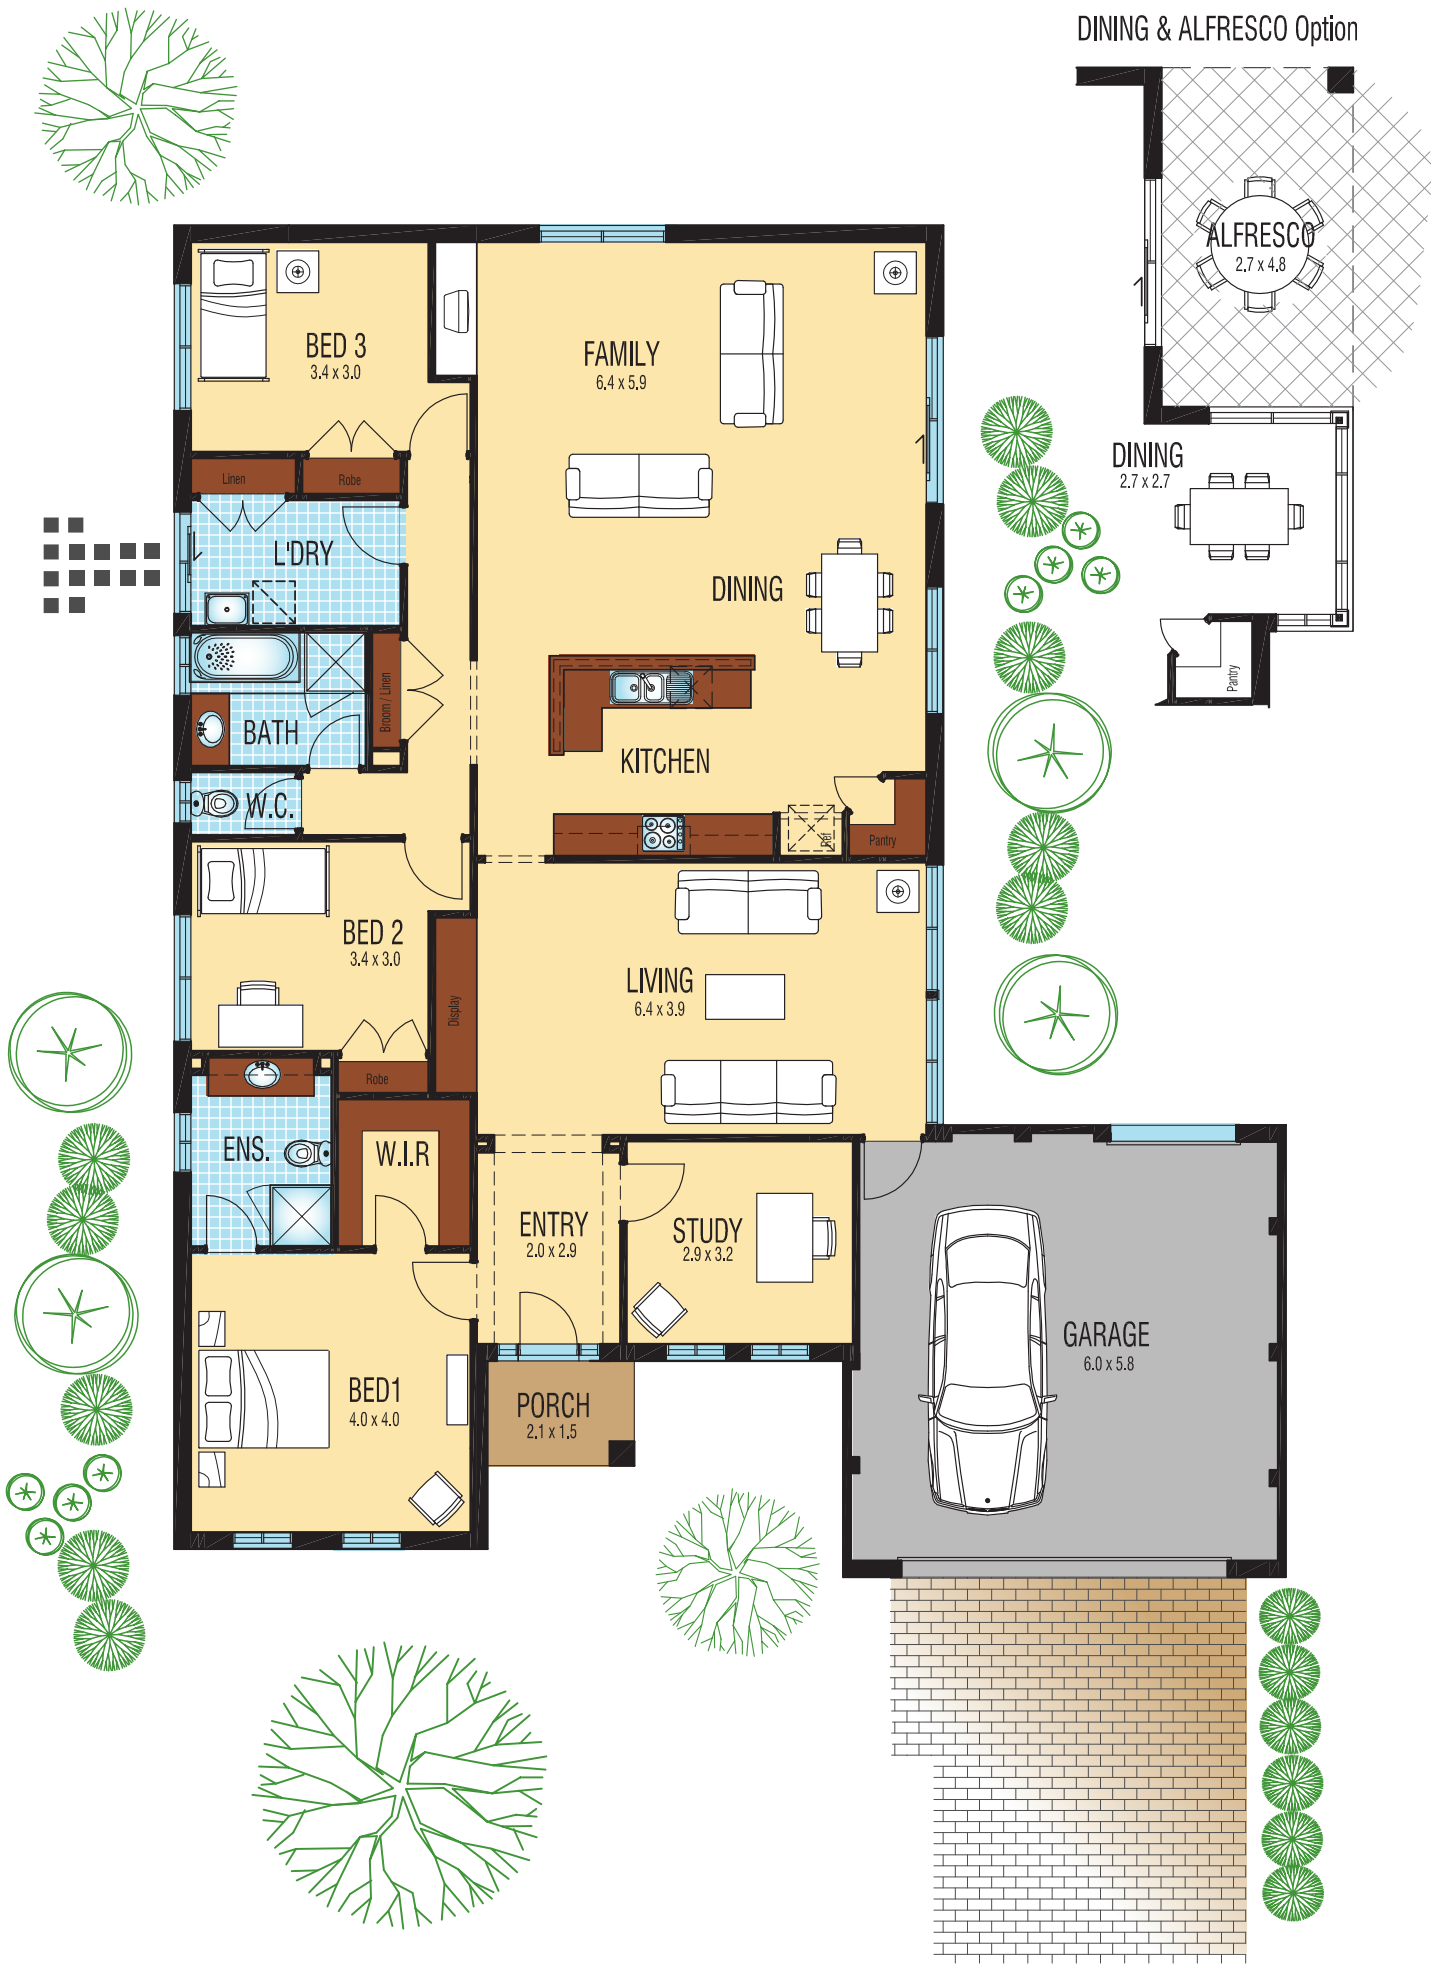 DINING & ALFRESCO Option
ALFRESCO
2.7 x 4.8
DINING
2.7 x 2.7
Pantry
BED 3
3.4 x 3.0
FAMILY
6.4 x 5.9
Linen
Robe
L'DRY
DINING
BATH
Broom / Linen
KITCHEN
W.C.
Ref
Pantry
BED 2
3.4 x 3.0
LIVING
6.4 x 3.9
Display
Robe
ENS.
W.I.R
ENTRY
2.0 x 2.9
STUDY
2.9 x 3.2
GARAGE
6.0 x 5.8
BED1
4.0 x 4.0
PORCH
2.1 x 1.5